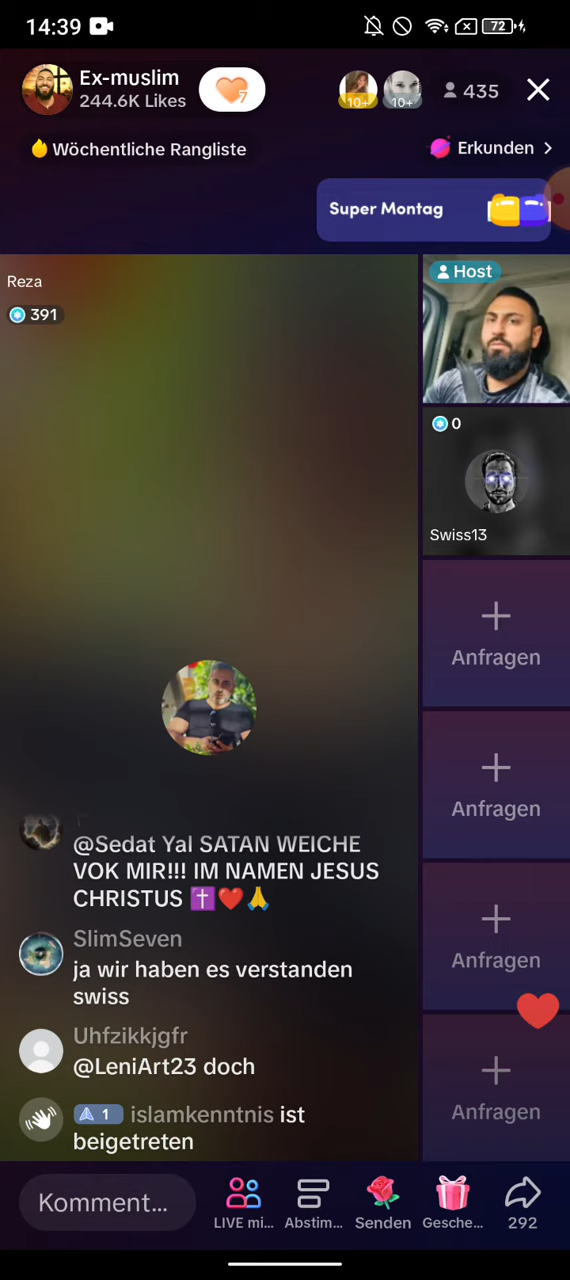 14:39
72
Ex-muslim
244.6K Likes
7
10+
10+
435
Wöchentliche Rangliste
Erkunden >
Super Montag
Reza
391
Host
0
Swiss13
Anfragen
Anfragen
Anfragen
Anfragen
@Sedat Yal SATAN WEICHE
VOK MIR!!! IM NAMEN JESUS
CHRISTUS ✝️❤️🙏
SlimSeven
ja wir haben es verstanden
swiss
Uhfzikkjgfr
@LeniArt23 doch
1 islamkenntnis ist
beigetreten
Komment...
LIVE mi...
Abstim...
Senden
Gesche...
292